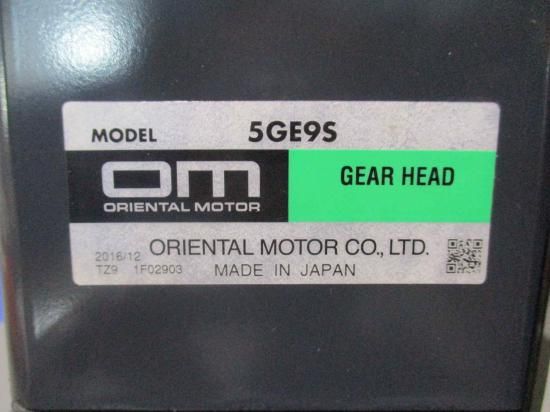 MODEL 5GE9S
OM
ORIENTAL MOTOR
GEAR HEAD
2016/12 ORIENTAL MOTOR CO., LTD.
TZ9 1F02903 MADE IN JAPAN